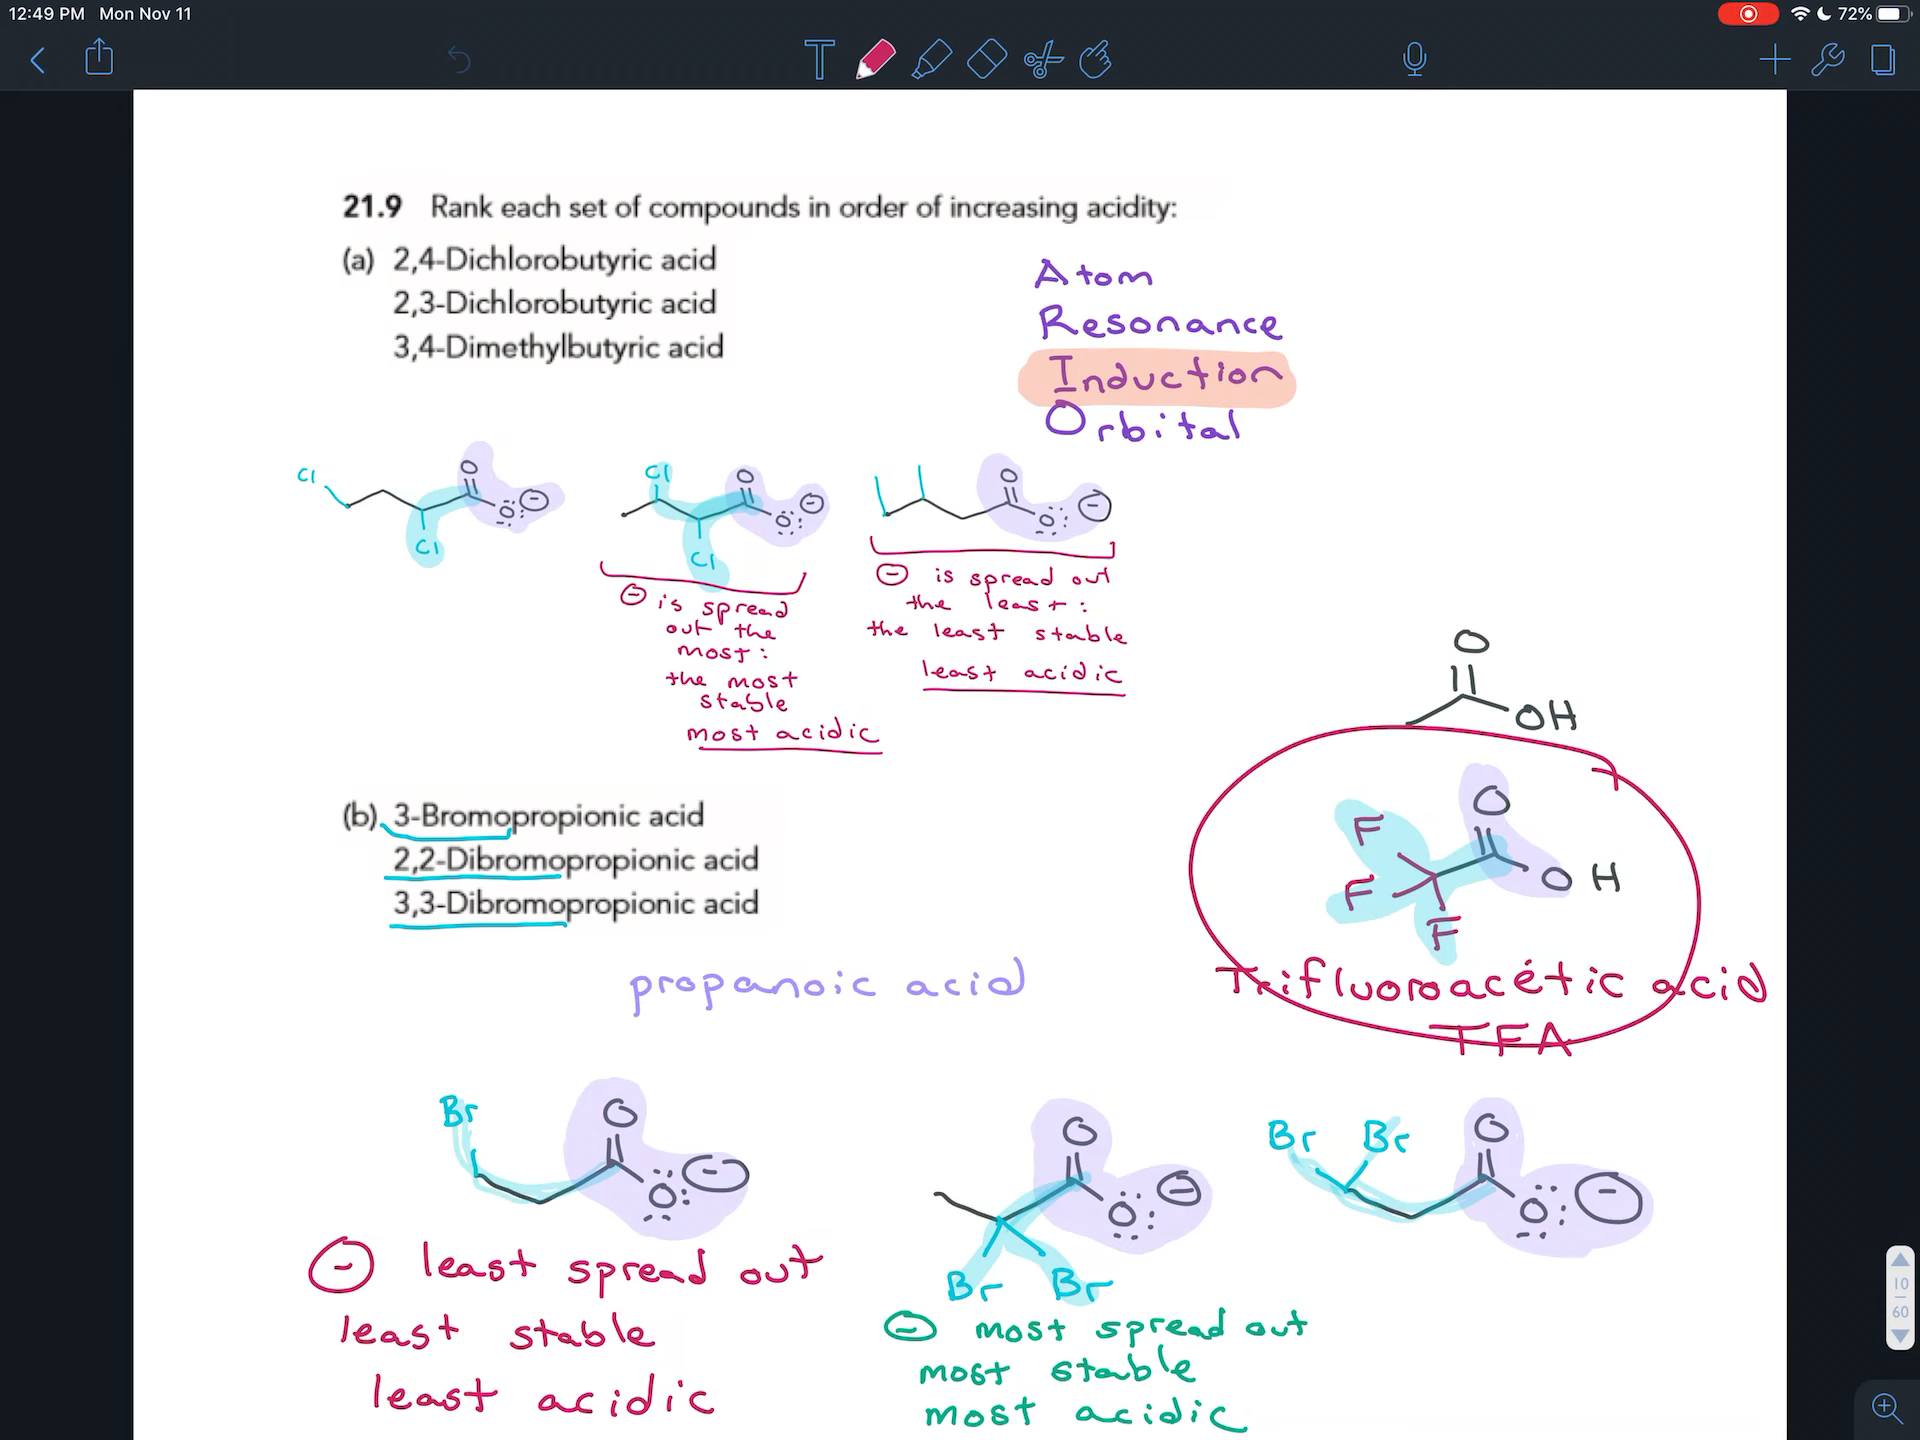 12:49 PM Mon Nov 11
72%
T
21.9 Rank each set of compounds in order of increasing acidity:
(a) 2,4-Dichlorobutyric acid
2,3-Dichlorobutyric acid
3,4-Dimethylbutyric acid
Atom
Resonance
Induction
Orbital
Cl
O
O
Cl
Cl
O
O
Cl
O
O
⊖ is spread
out the
most:
the most
stable
most acidic
⊖ is spread out
the least:
the least stable
least acidic
O
OH
(b) 3-Bromopropionic acid
2,2-Dibromopropionic acid
3,3-Dibromopropionic acid
F
O
F
O H
F
Trifluoroacétic acid
TFA
propanoic acid
Br
O
O
O
O
Br Br
Br Br
O
O
⊖ least spread out
least stable
least acidic
⊖ most spread out
most stable
most acidic
10
60